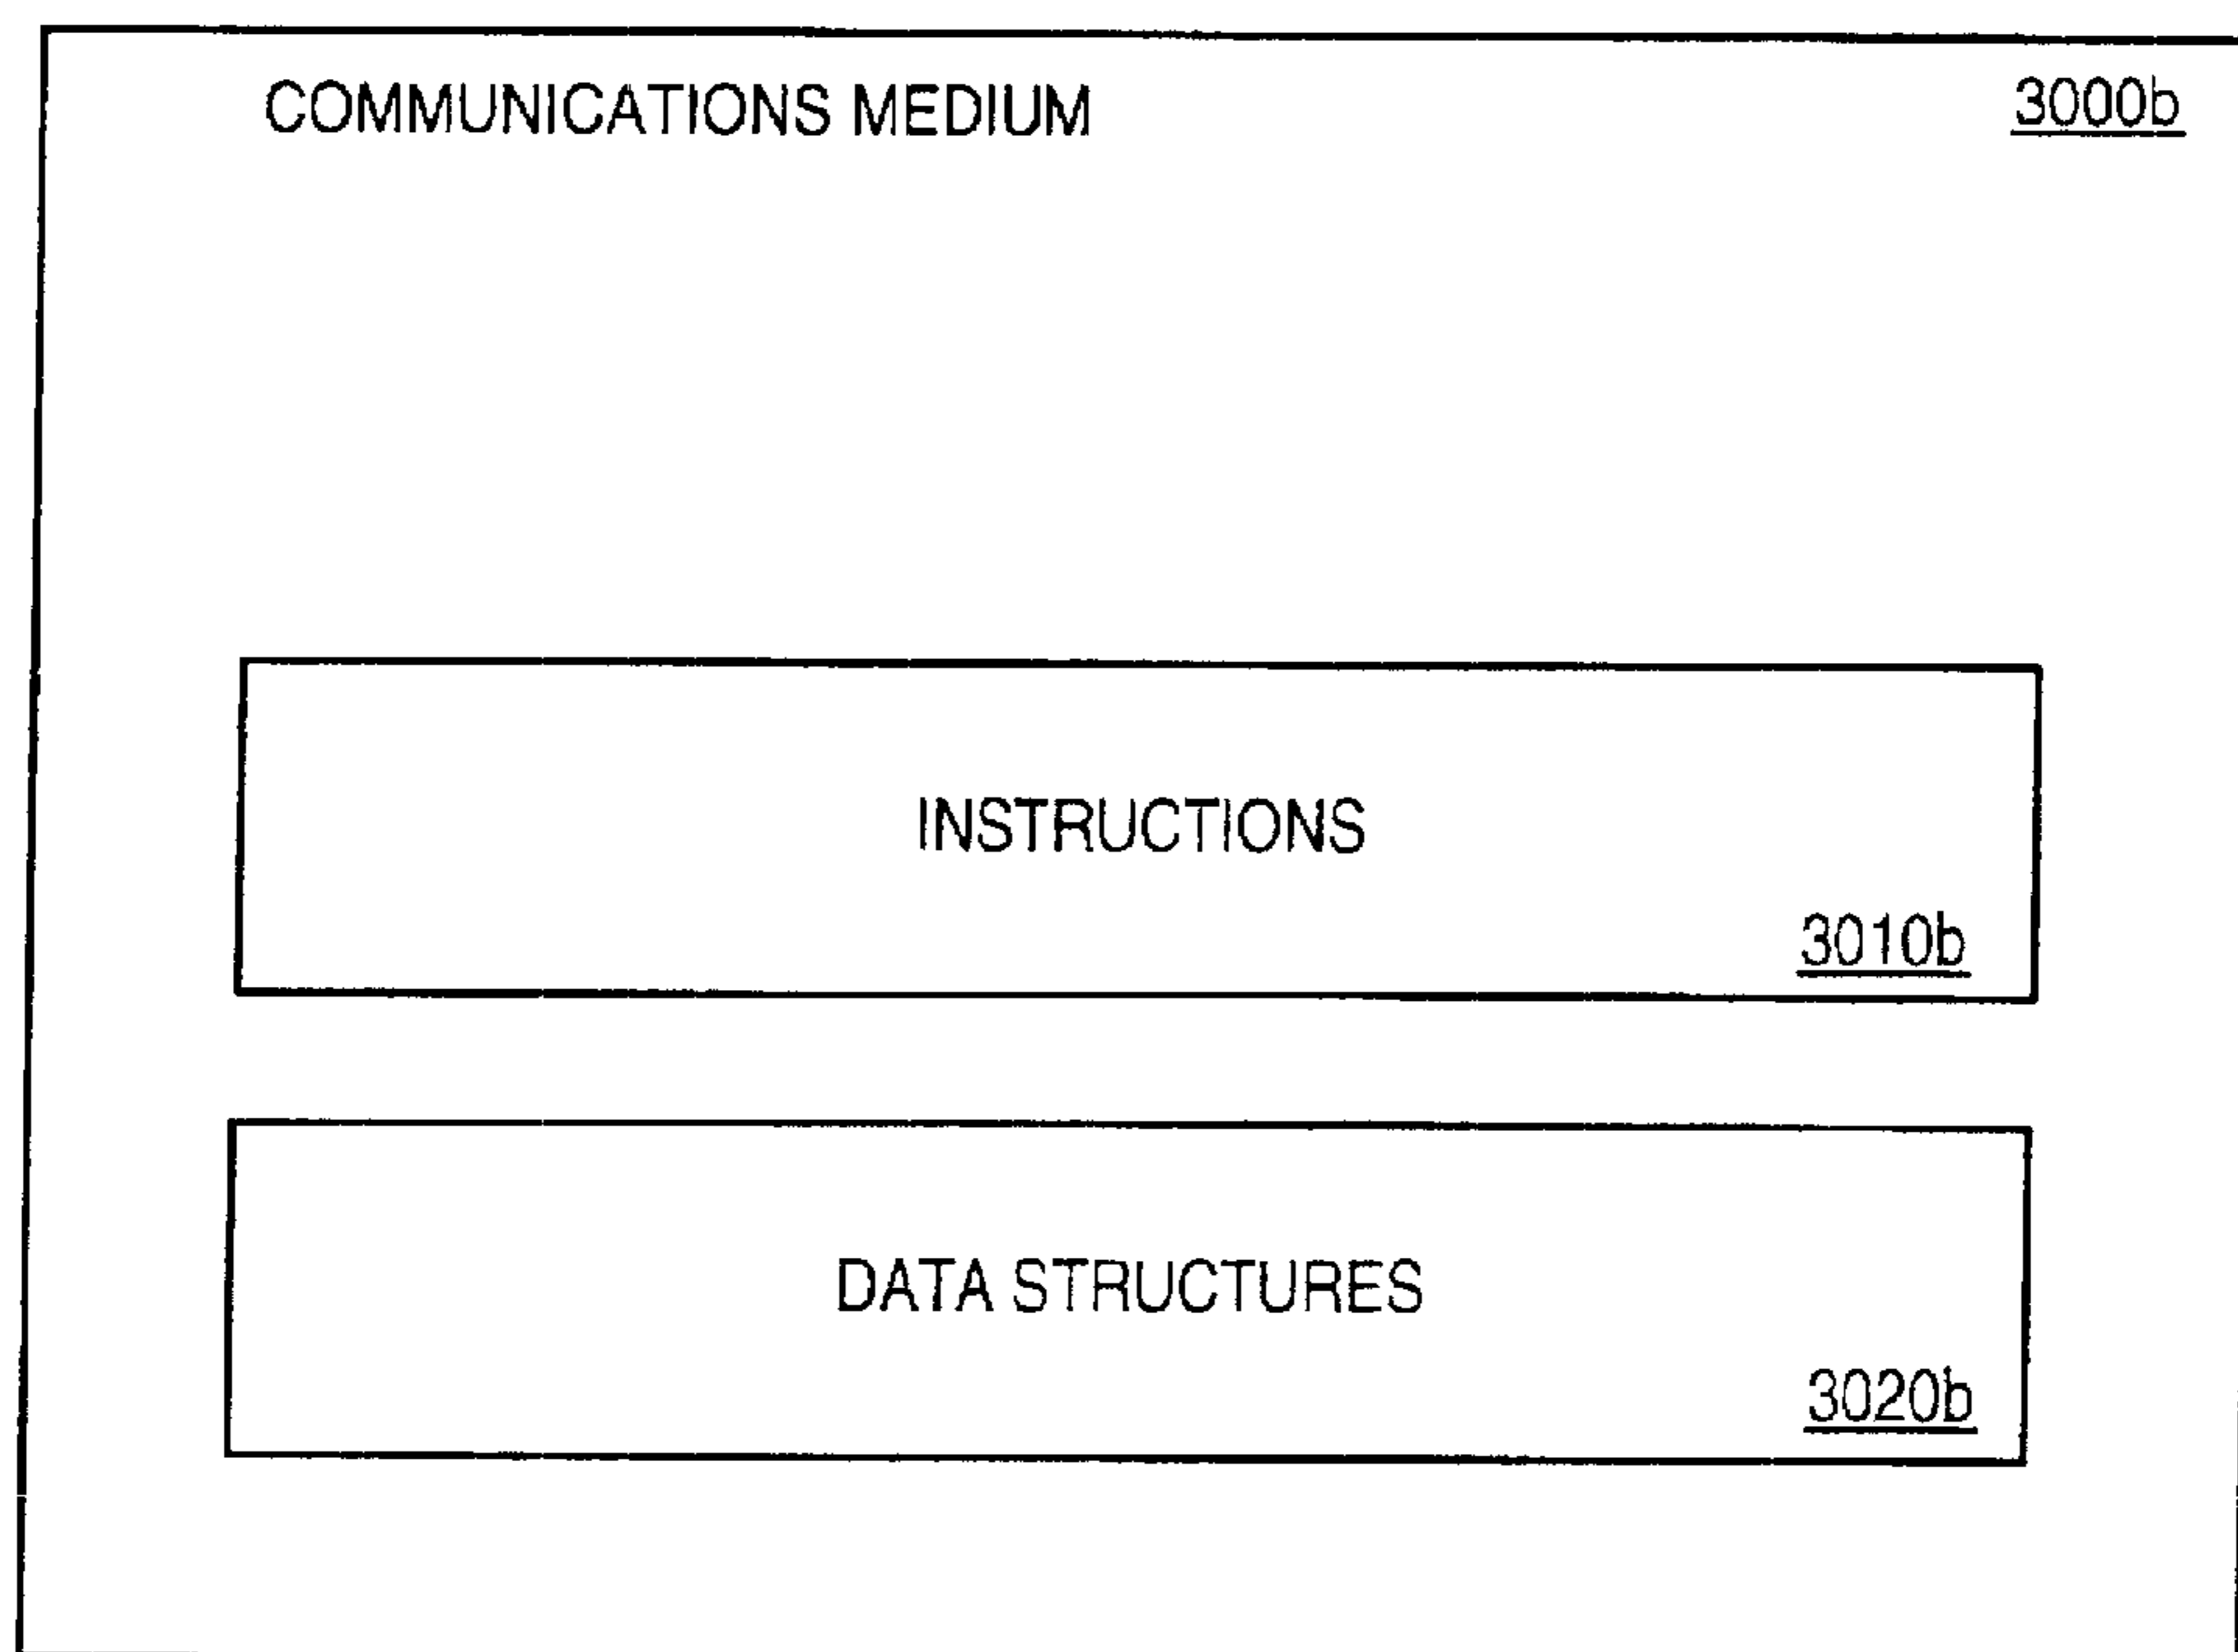 COMMUNICATIONS MEDIUM 3000b
INSTRUCTIONS
3010b
DATA STRUCTURES
3020b